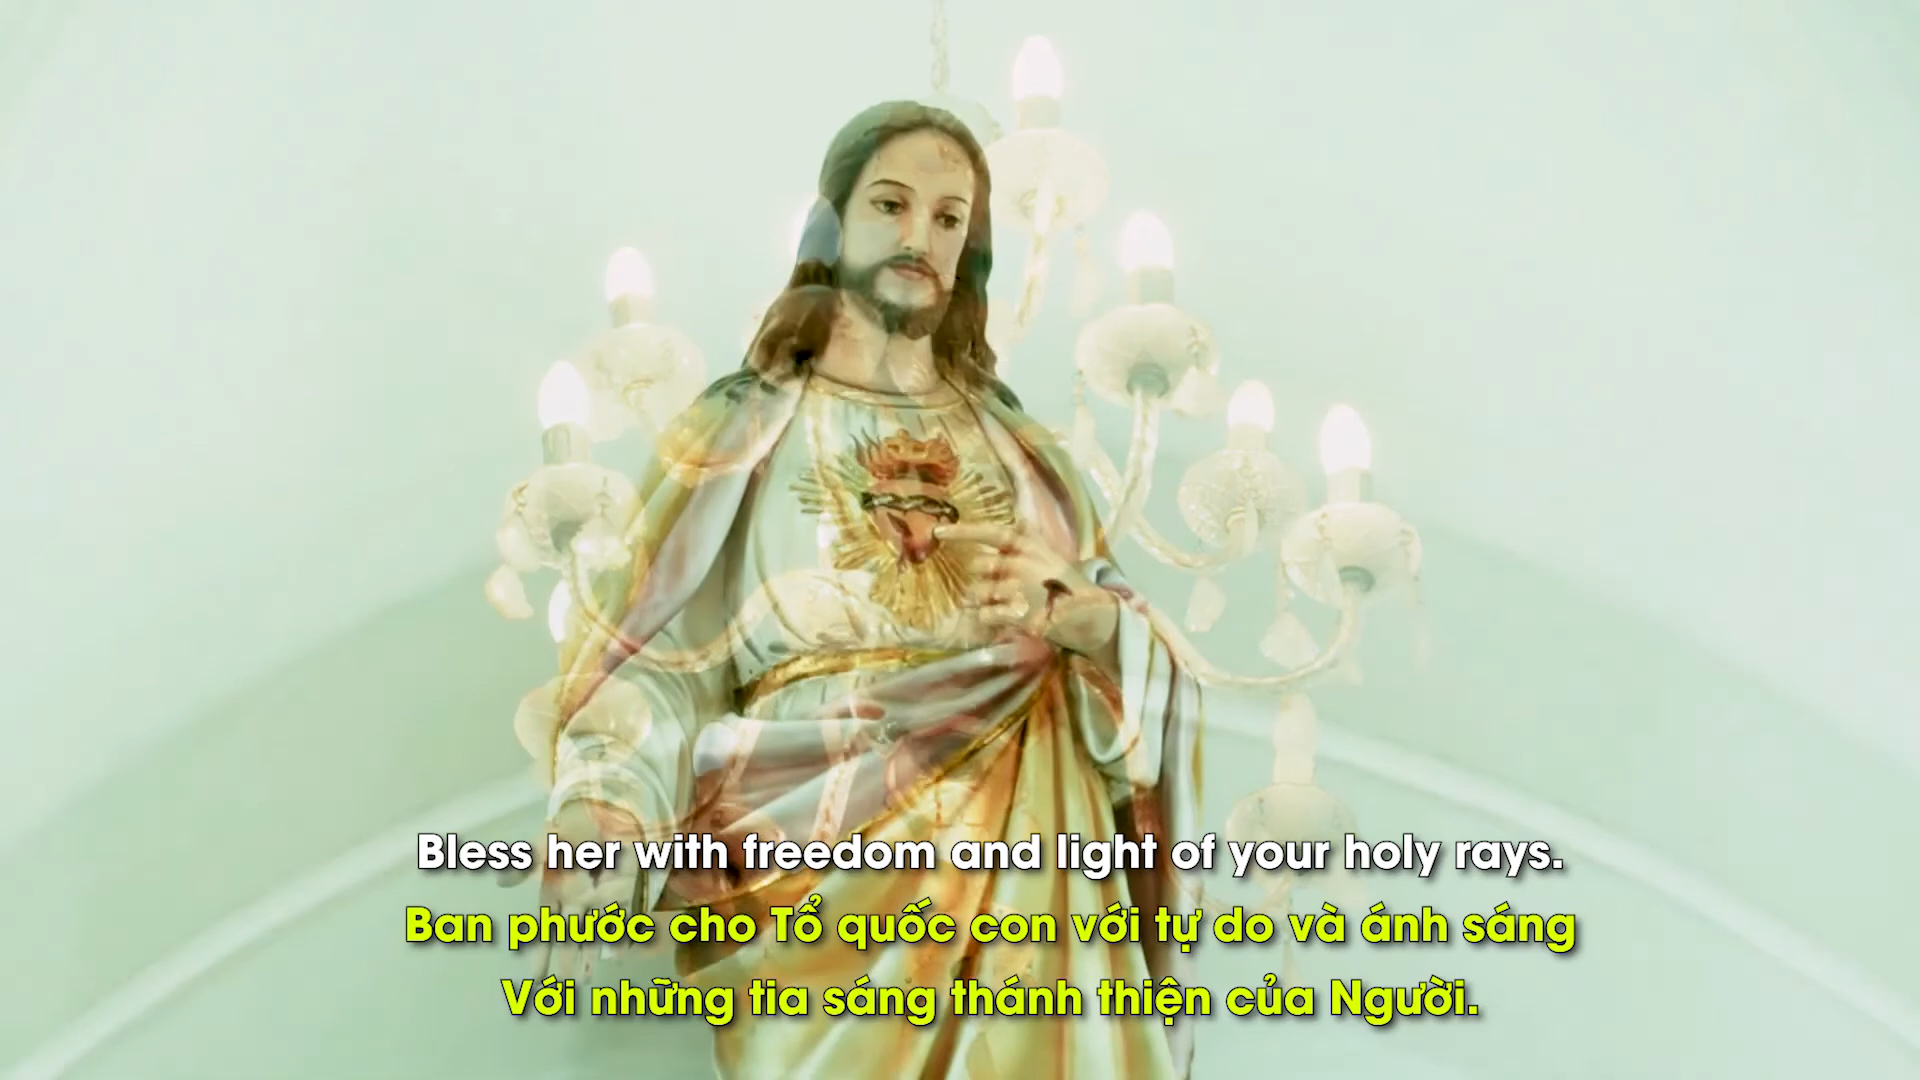 Bless her with freedom and light of your holy rays.
Ban phước cho Tổ quốc con với tự do và ánh sáng
Với những tia sáng thánh thiện của Người.